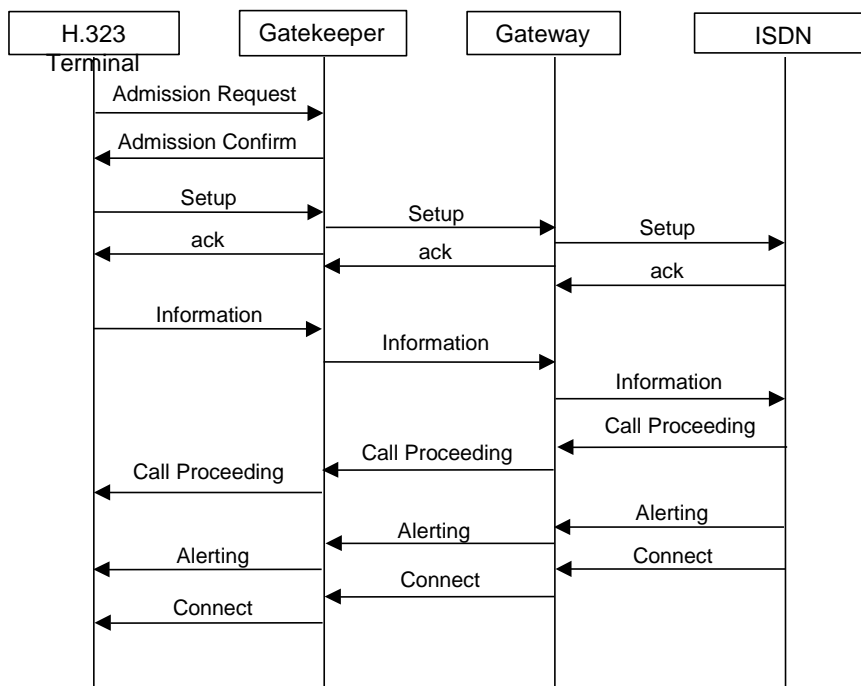 H.323
Terminal
Gatekeeper
Gateway
ISDN
Admission Request
Admission Confirm
Setup
Setup
Setup
ack
ack
ack
Information
Information
Information
Call Proceeding
Call Proceeding
Call Proceeding
Alerting
Alerting
Alerting
Connect
Connect
Connect